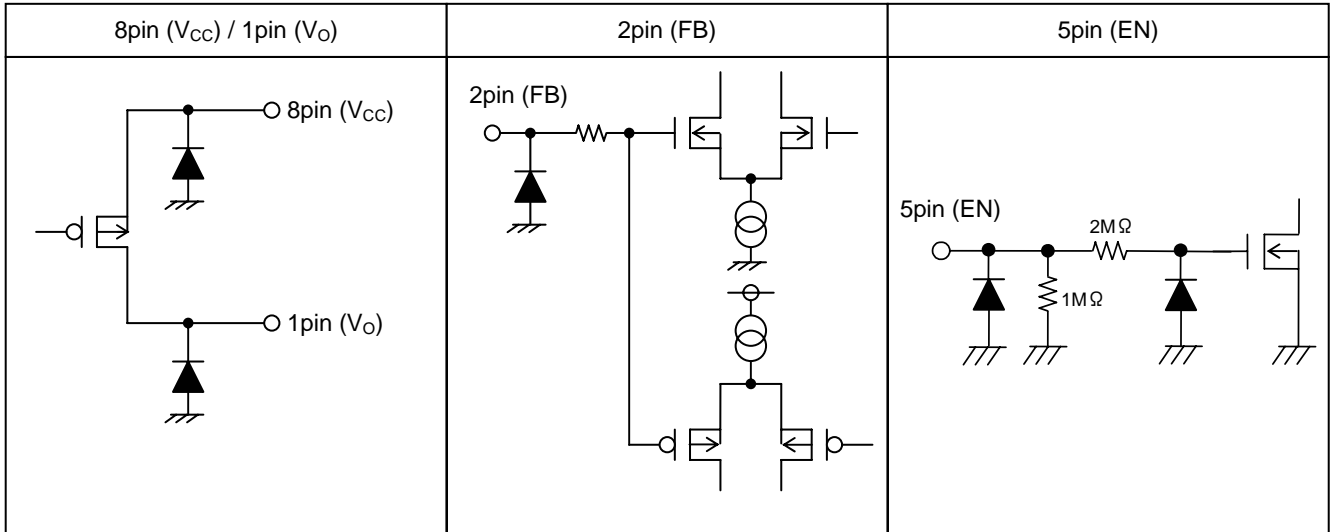 8pin (VCC) / 1pin (VO)
2pin (FB)
5pin (EN)
8pin (VCC)
1pin (VO)
2pin (FB)
5pin (EN)
2MΩ
1MΩ